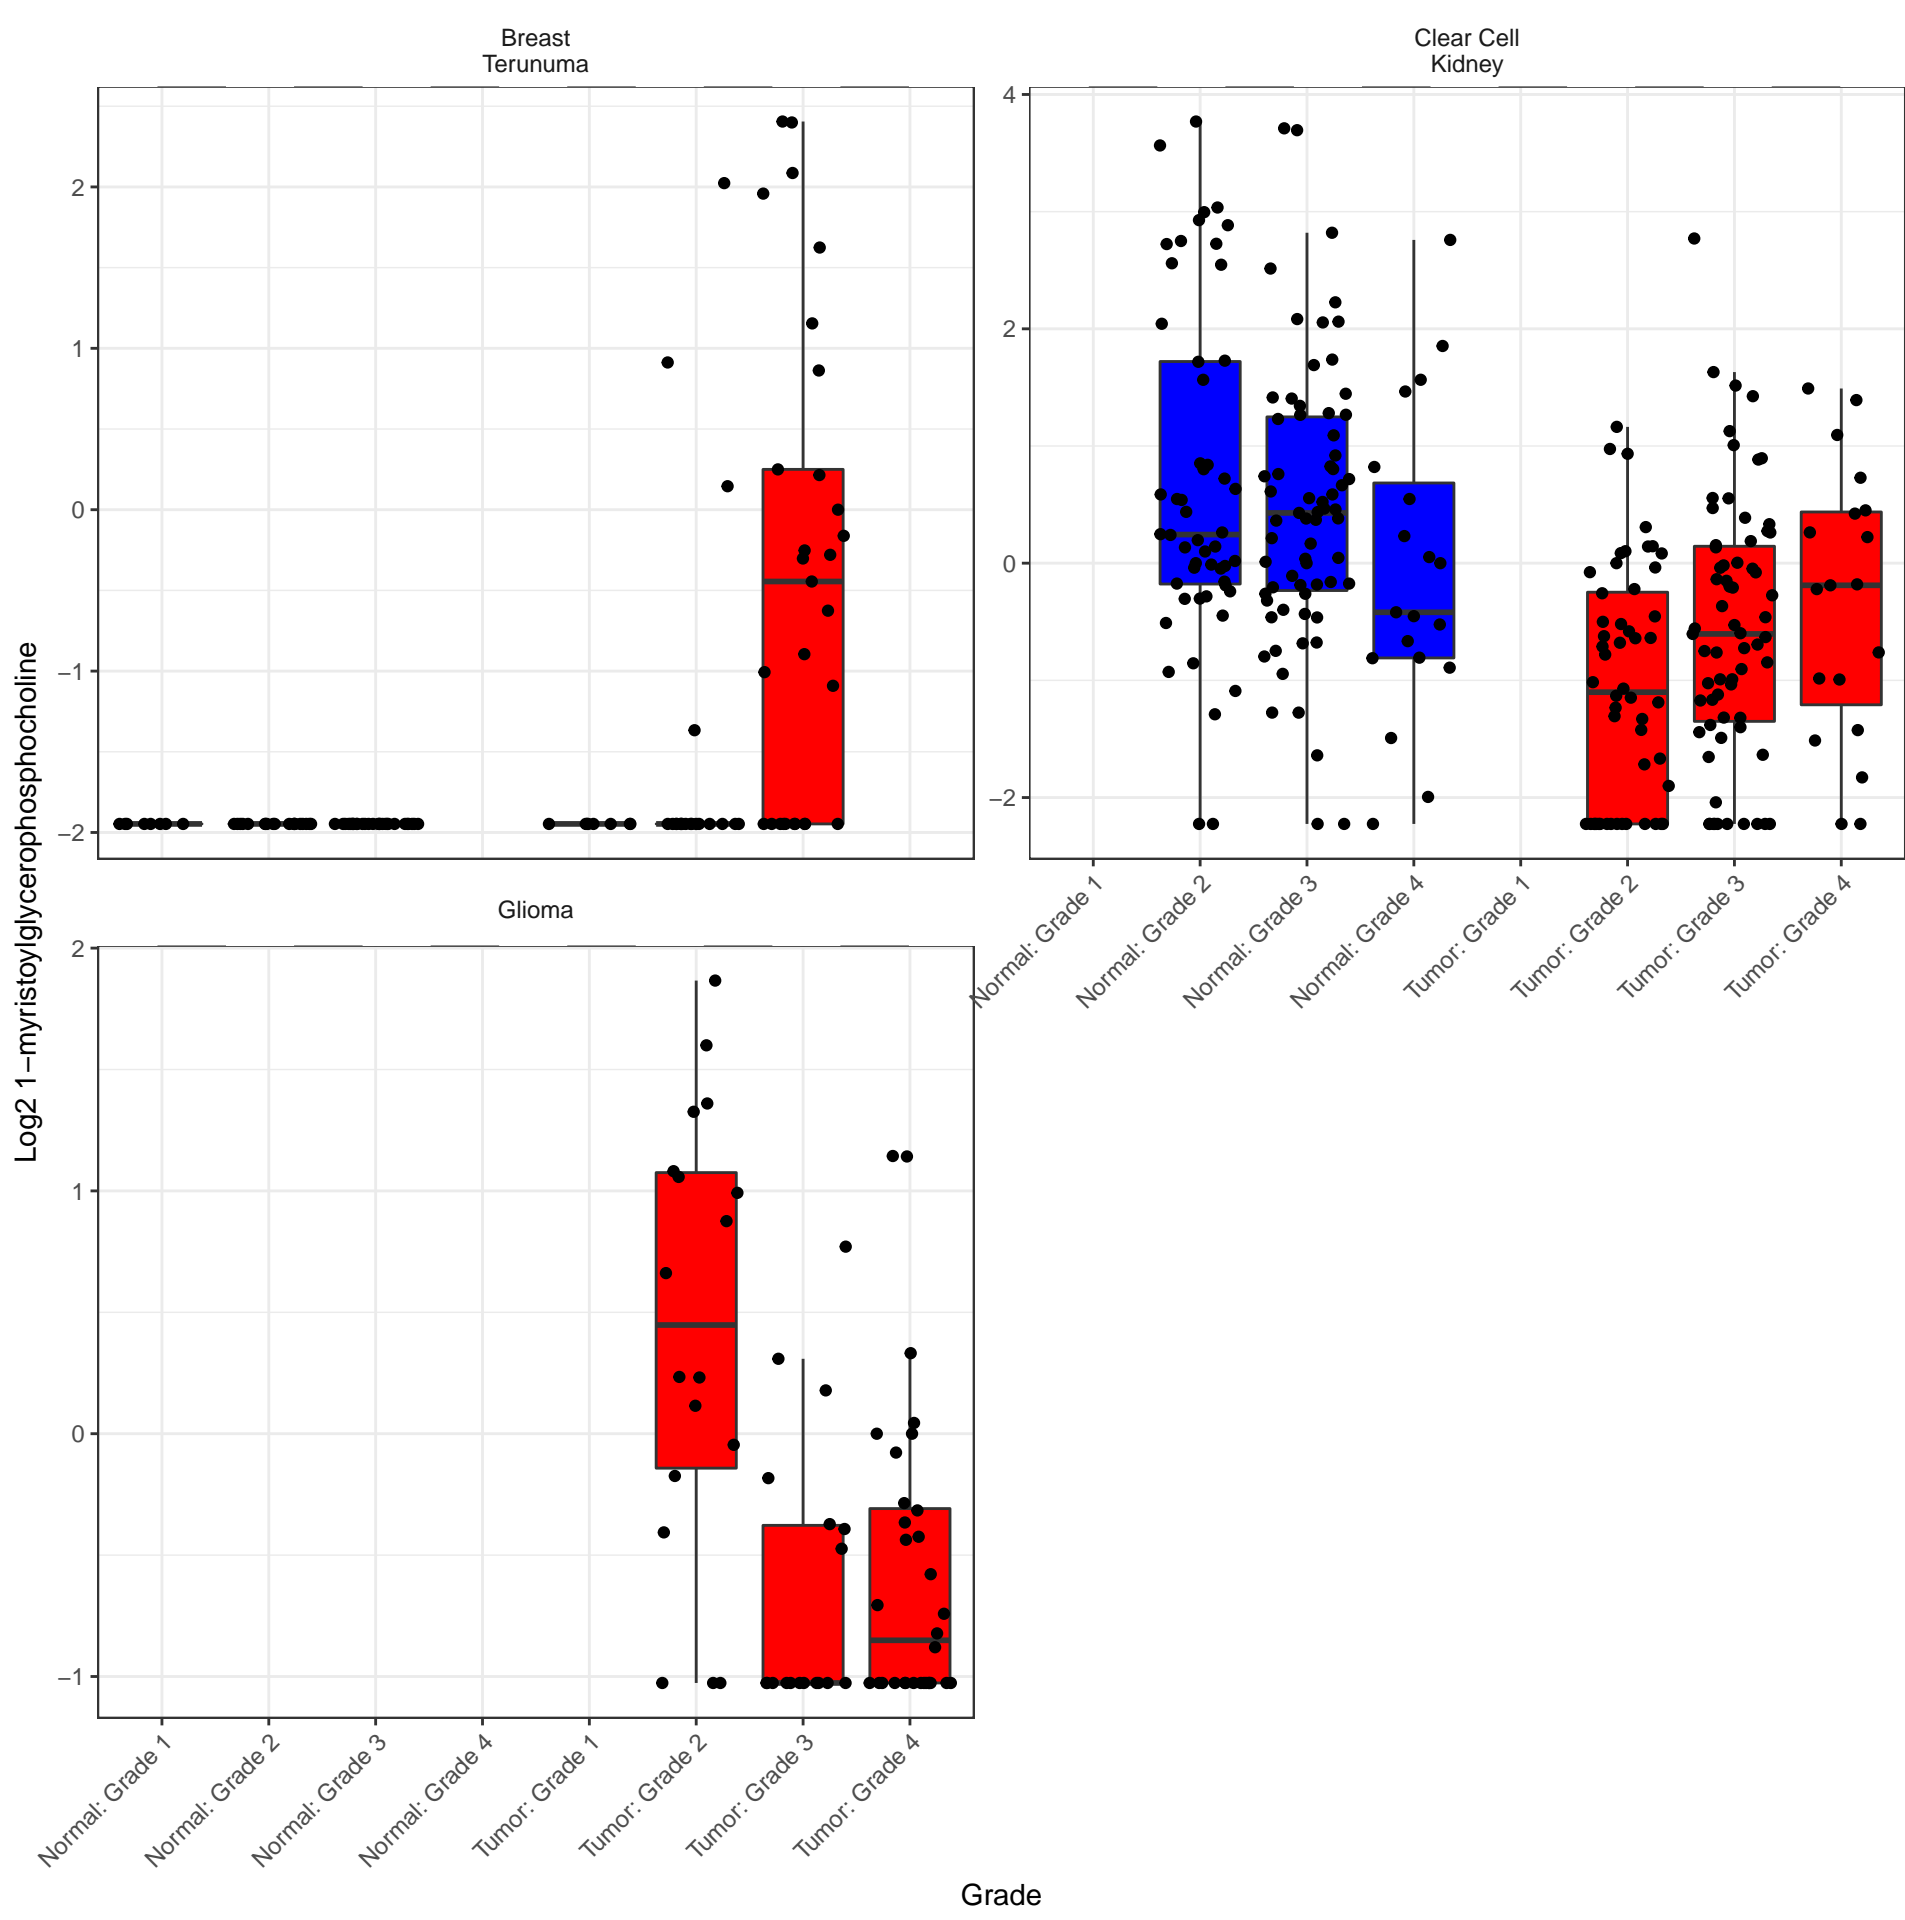 Breast
Terunuma
Clear Cell
Kidney
2
1
0
−1
−2
4
2
0
−2
Normal: Grade 1
Normal: Grade 2
Normal: Grade 3
Normal: Grade 4
Tumor: Grade 1
Tumor: Grade 2
Tumor: Grade 3
Tumor: Grade 4
Log2 1−myristoylglycerophosphocholine
Glioma
2
1
0
−1
Normal: Grade 1
Normal: Grade 2
Normal: Grade 3
Normal: Grade 4
Tumor: Grade 1
Tumor: Grade 2
Tumor: Grade 3
Tumor: Grade 4
Grade